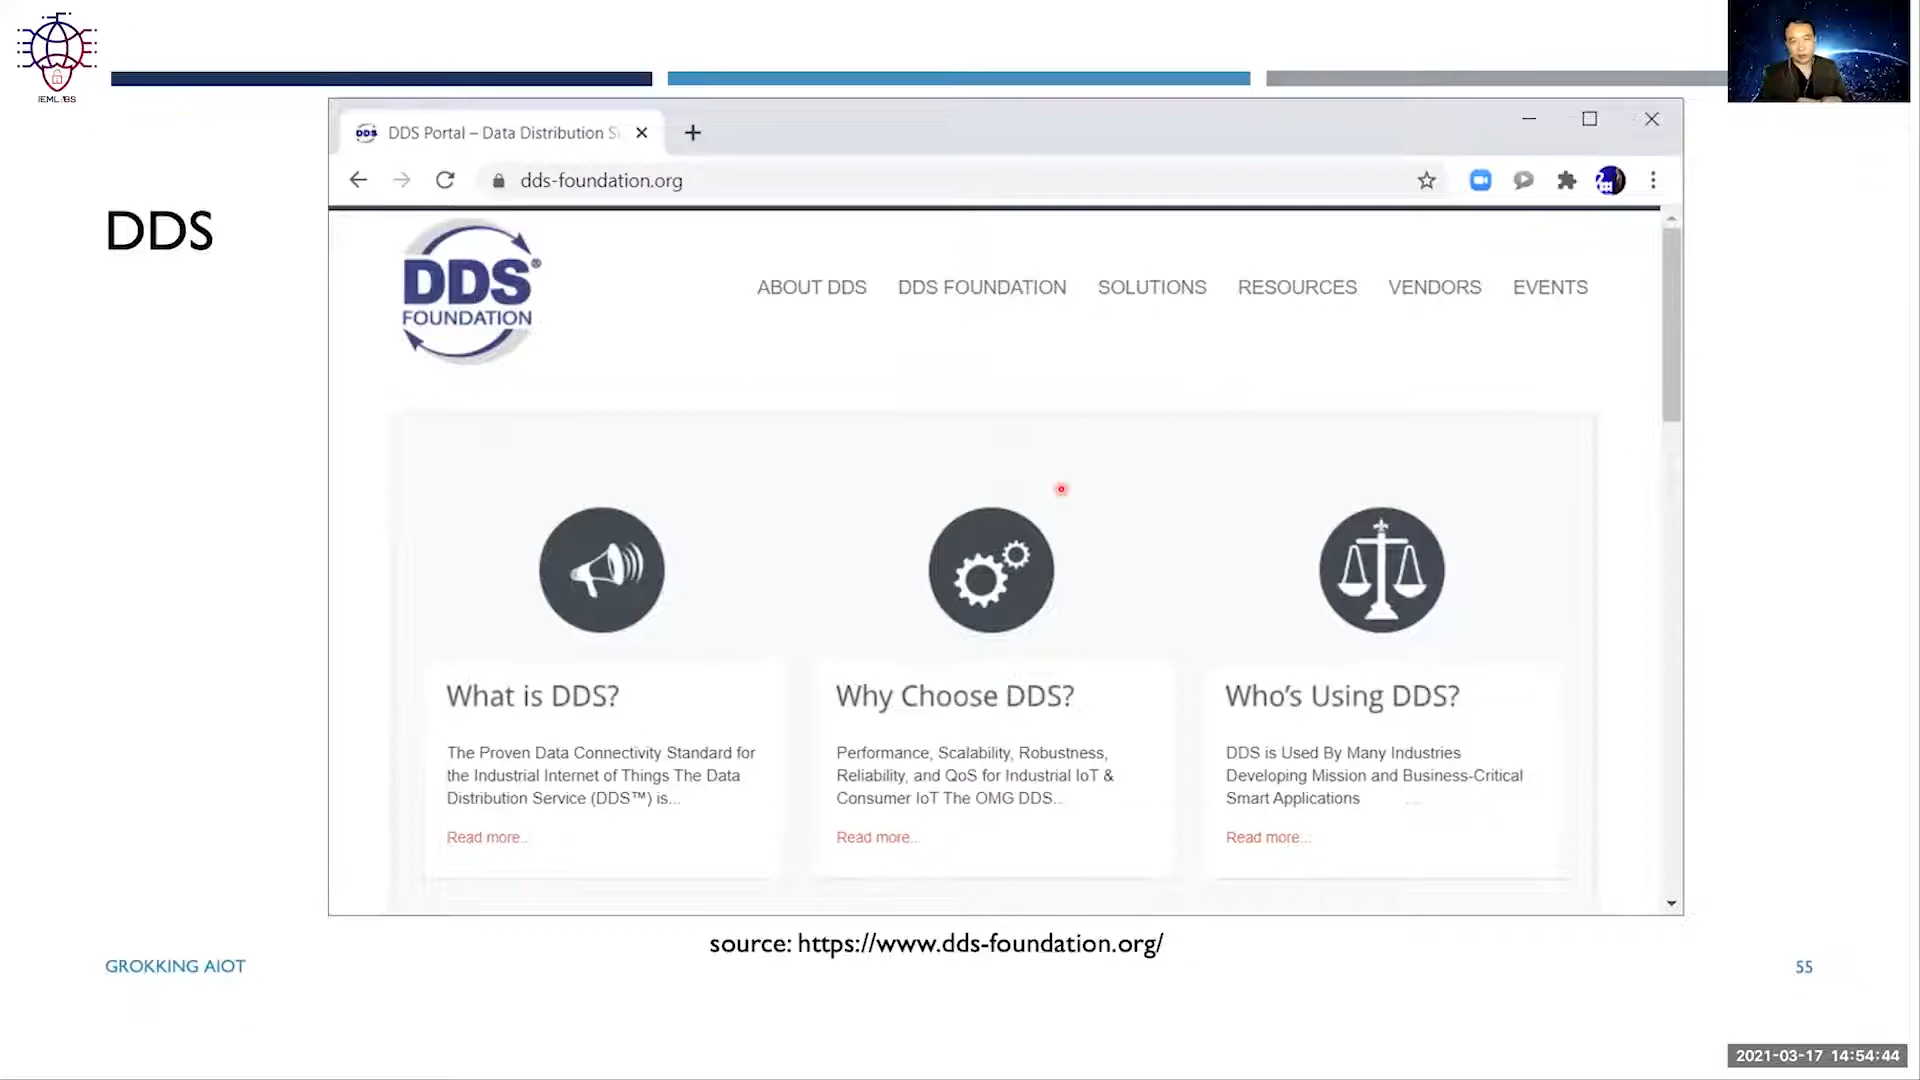 IEMLABS
DDS Portal – Data Distribution S
dds-foundation.org
DDS
DDS®
FOUNDATION
ABOUT DDS DDS FOUNDATION SOLUTIONS RESOURCES VENDORS EVENTS
What is DDS?
The Proven Data Connectivity Standard for
the Industrial Internet of Things The Data
Distribution Service (DDS™) is...
Read more...
Why Choose DDS?
Performance, Scalability, Robustness,
Reliability, and QoS for Industrial IoT &
Consumer IoT The OMG DDS...
Read more...
Who's Using DDS?
DDS is Used By Many Industries
Developing Mission and Business-Critical
Smart Applications ...
Read more...
source: https://www.dds-foundation.org/
GROKKING AIOT
55
2021-03-17 14:54:44